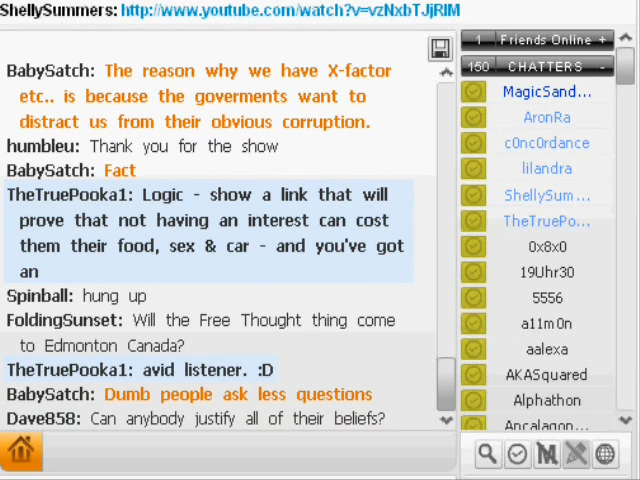 ShellySummers: http://www.youtube.com/watch?v=vzNxbTJjRlM
BabySatch: The reason why we have X-factor
etc.. is because the goverments want to
distract us from their obvious corruption.
humbleu: Thank you for the show
BabySatch: Fact
TheTruePooka1: Logic - show a link that will
prove that not having an interest can cost
them their food, sex & car - and you've got
an
Spinball: hung up
FoldingSunset: Will the Free Thought thing come
to Edmonton Canada?
TheTruePooka1: avid listener. :D
BabySatch: Dumb people ask less questions
Dave858: Can anybody justify all of their beliefs?
1 Friends Online +
150 CHATTERS -
MagicSand...
AronRa
c0nc0rdance
lilandra
ShellySum...
TheTruePo...
0x8x0
19Uhr30
5556
a11m0n
aalexa
AKASquared
Alphathon
Ancalagon...